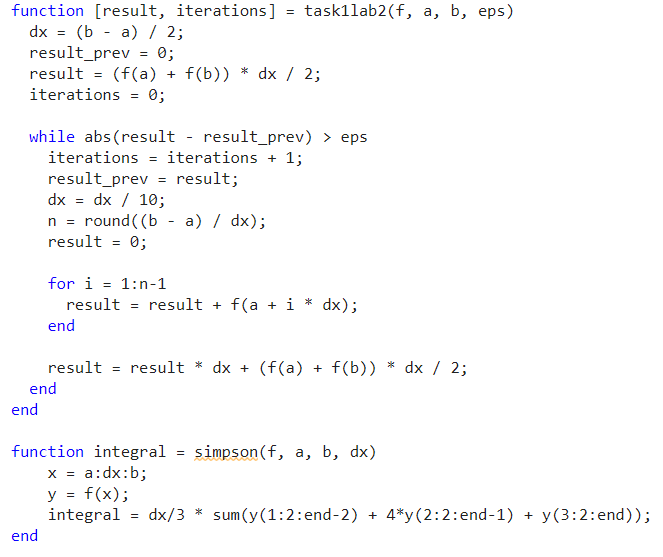 function [result, iterations] = task1lab2(f, a, b, eps)
  dx = (b - a) / 2;
  result_prev = 0;
  result = (f(a) + f(b)) * dx / 2;
  iterations = 0;

  while abs(result - result_prev) > eps
    iterations = iterations + 1;
    result_prev = result;
    dx = dx / 10;
    n = round((b - a) / dx);
    result = 0;

    for i = 1:n-1
      result = result + f(a + i * dx);
    end

    result = result * dx + (f(a) + f(b)) * dx / 2;
  end
end

function integral = simpson(f, a, b, dx)
    x = a:dx:b;
    y = f(x);
    integral = dx/3 * sum(y(1:2:end-2) + 4*y(2:2:end-1) + y(3:2:end));
end